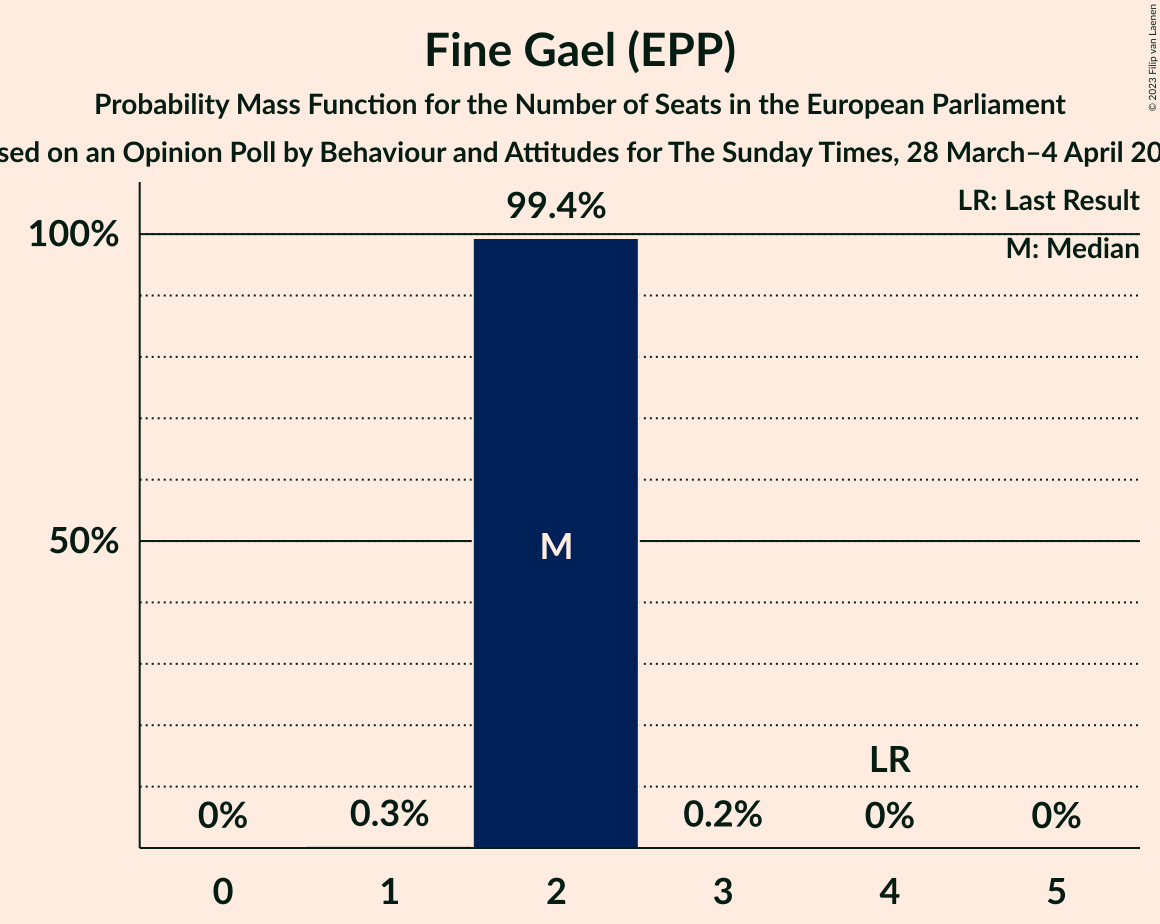 Fine Gael (EPP)
Probability Mass Function for the Number of Seats in the European Parliament
on an Opinion Poll by Behaviour and Attitudes for The Sunday Times, 28 March–4 April
© 2023 Filip van Laenen
LR: Last Result
M: Median
99.4%
100%
50%
M
LR
0% 0.3% 0.2% 0% 0%
0 1 2 3 4 5